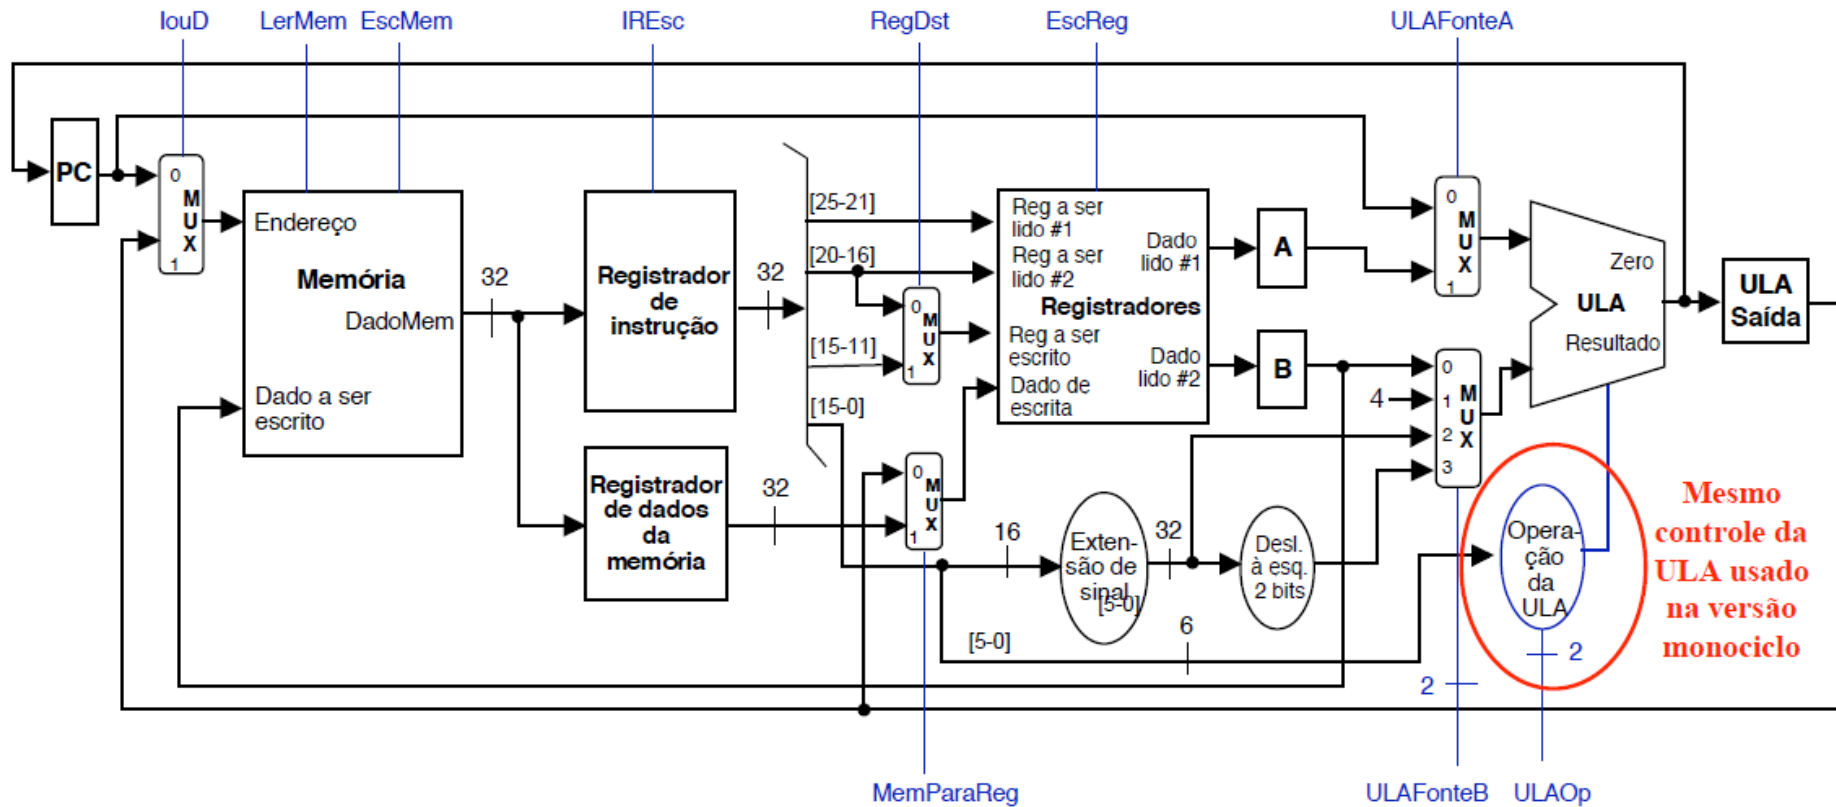 IouD
LerMem
EscMem
IREsc
RegDst
EscReg
ULAFonteA
PC
0
M
U
X
1
Endereço
Memória
DadoMem
Dado a ser
escrito
32
Registrador
de
instrução
32
Registrador
de dados
da
memória
32
[25-21]
[20-16]
[15-11]
[15-0]
0
M
U
X
1
0
M
U
X
1
Reg a ser
lido #1
Reg a ser
lido #2
Registradores
Reg a ser
escrito
Dado de
escrita
Dado
lido #1
Dado
lido #2
A
B
0
M
U
X
1
4
0
1
2
3
M
U
X
Zero
ULA
Resultado
ULA
Saída
16
Exten-
são de
sinal
[5-0]
32
Desl.
à esq.
2 bits
[5-0]
6
Opera-
ção
da
ULA
2
2
Mesmo
controle da
ULA usado
na versão
monociclo
MemParaReg
ULAFonteB
ULAOp